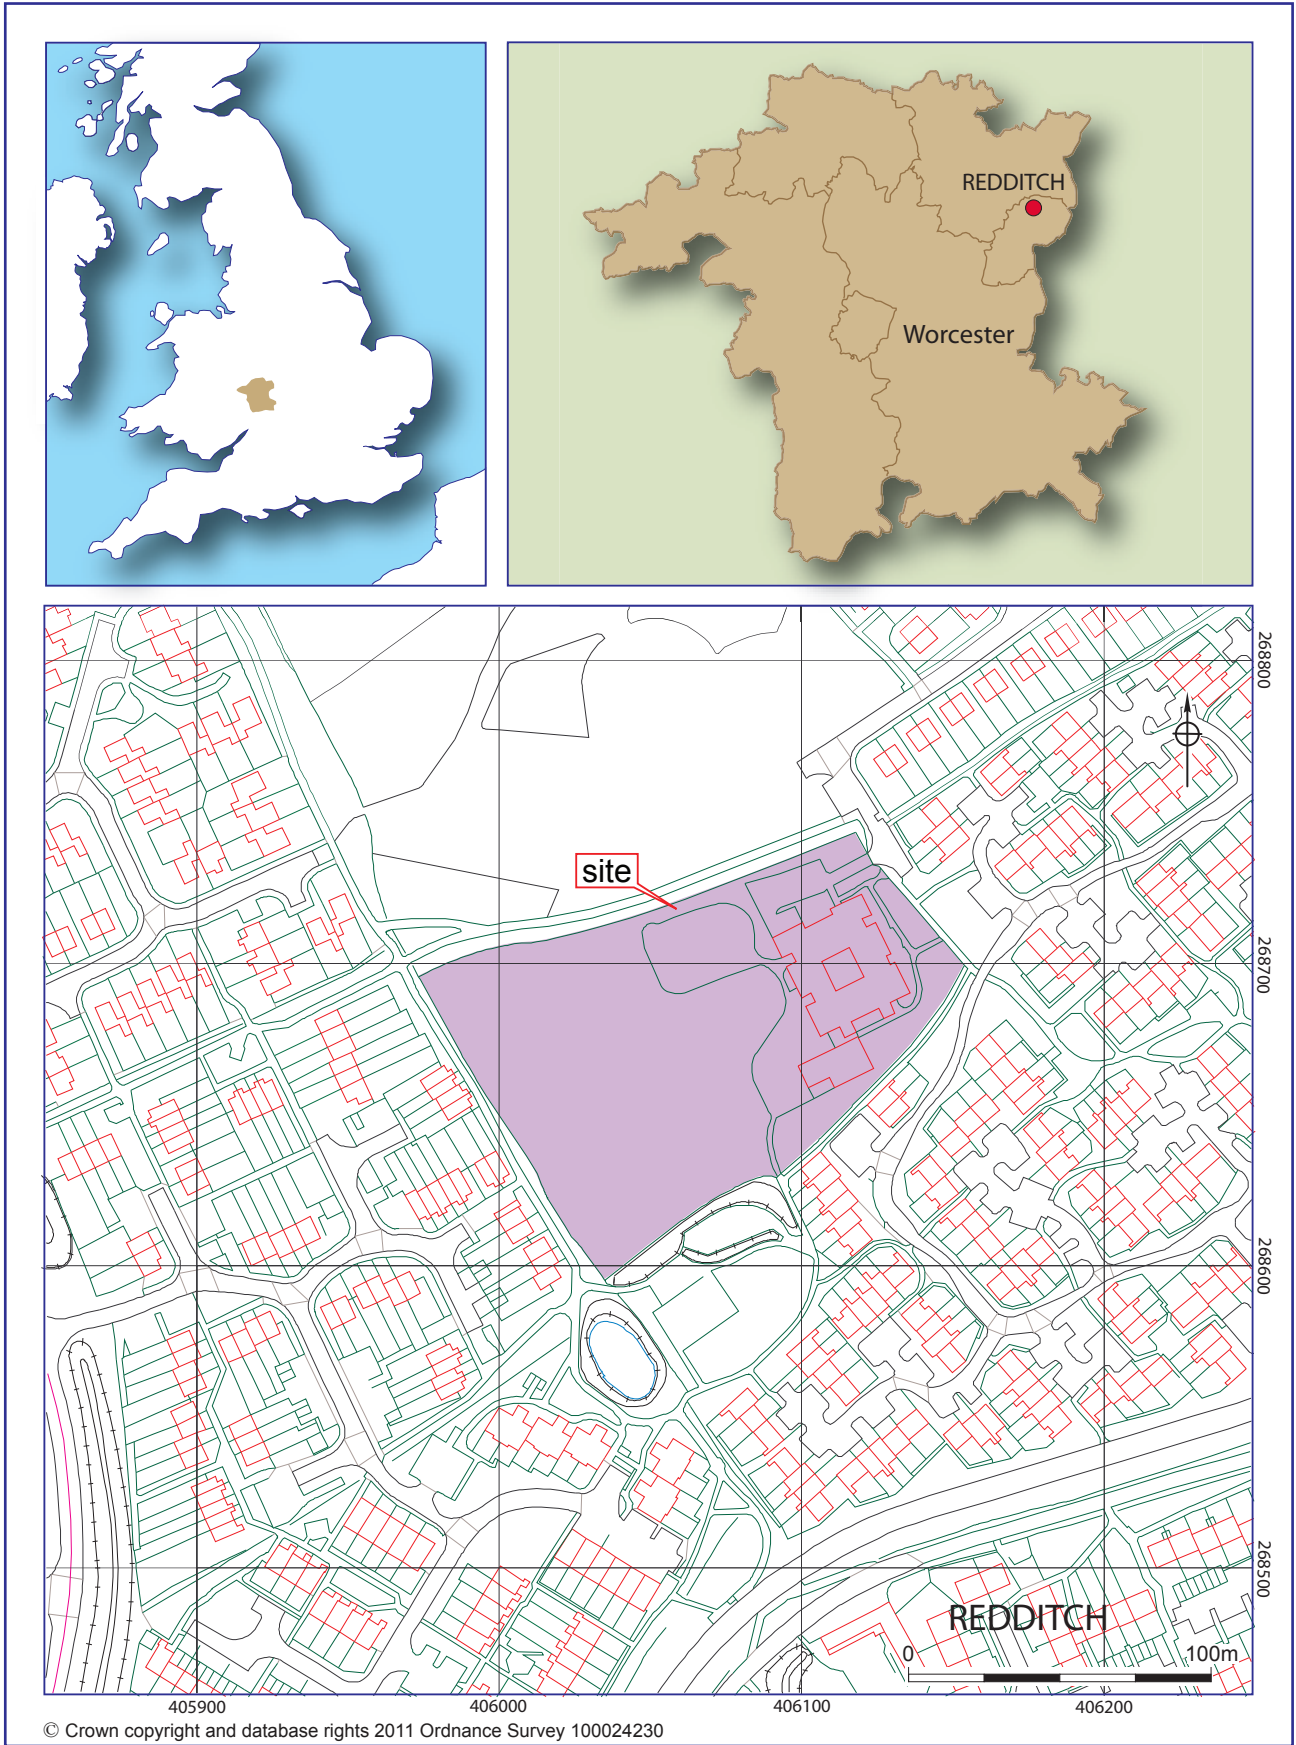 REDDITCH
Worcester
268800
site
268700
268600
268500
REDDITCH
0 100m
405900 406000 406100 406200
© Crown copyright and database rights 2011 Ordnance Survey 100024230